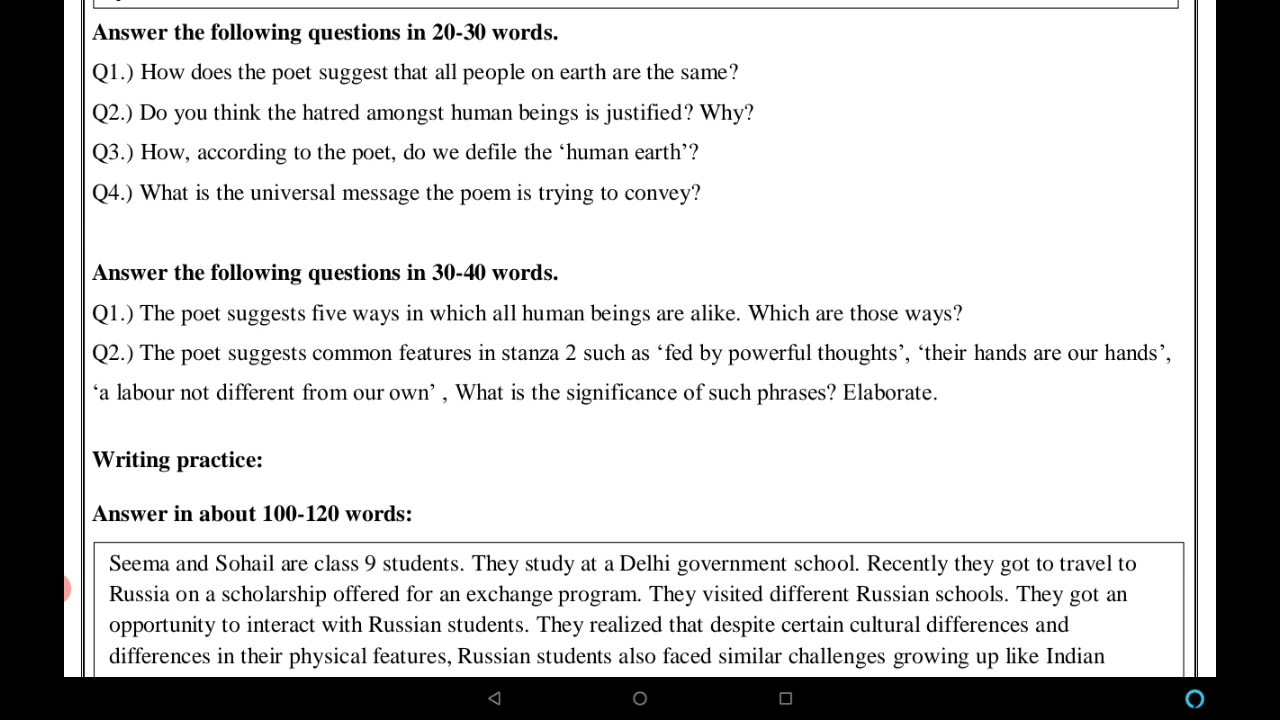 Answer the following questions in 20-30 words.
Q1.) How does the poet suggest that all people on earth are the same?
Q2.) Do you think the hatred amongst human beings is justified? Why?
Q3.) How, according to the poet, do we defile the ‘human earth’?
Q4.) What is the universal message the poem is trying to convey?
Answer the following questions in 30-40 words.
Q1.) The poet suggests five ways in which all human beings are alike. Which are those ways?
Q2.) The poet suggests common features in stanza 2 such as ‘fed by powerful thoughts’, ‘their hands are our hands’,
‘a labour not different from our own’ , What is the significance of such phrases? Elaborate.
Writing practice:
Answer in about 100-120 words:
Seema and Sohail are class 9 students. They study at a Delhi government school. Recently they got to travel to
Russia on a scholarship offered for an exchange program. They visited different Russian schools. They got an
opportunity to interact with Russian students. They realized that despite certain cultural differences and
differences in their physical features, Russian students also faced similar challenges growing up like Indian